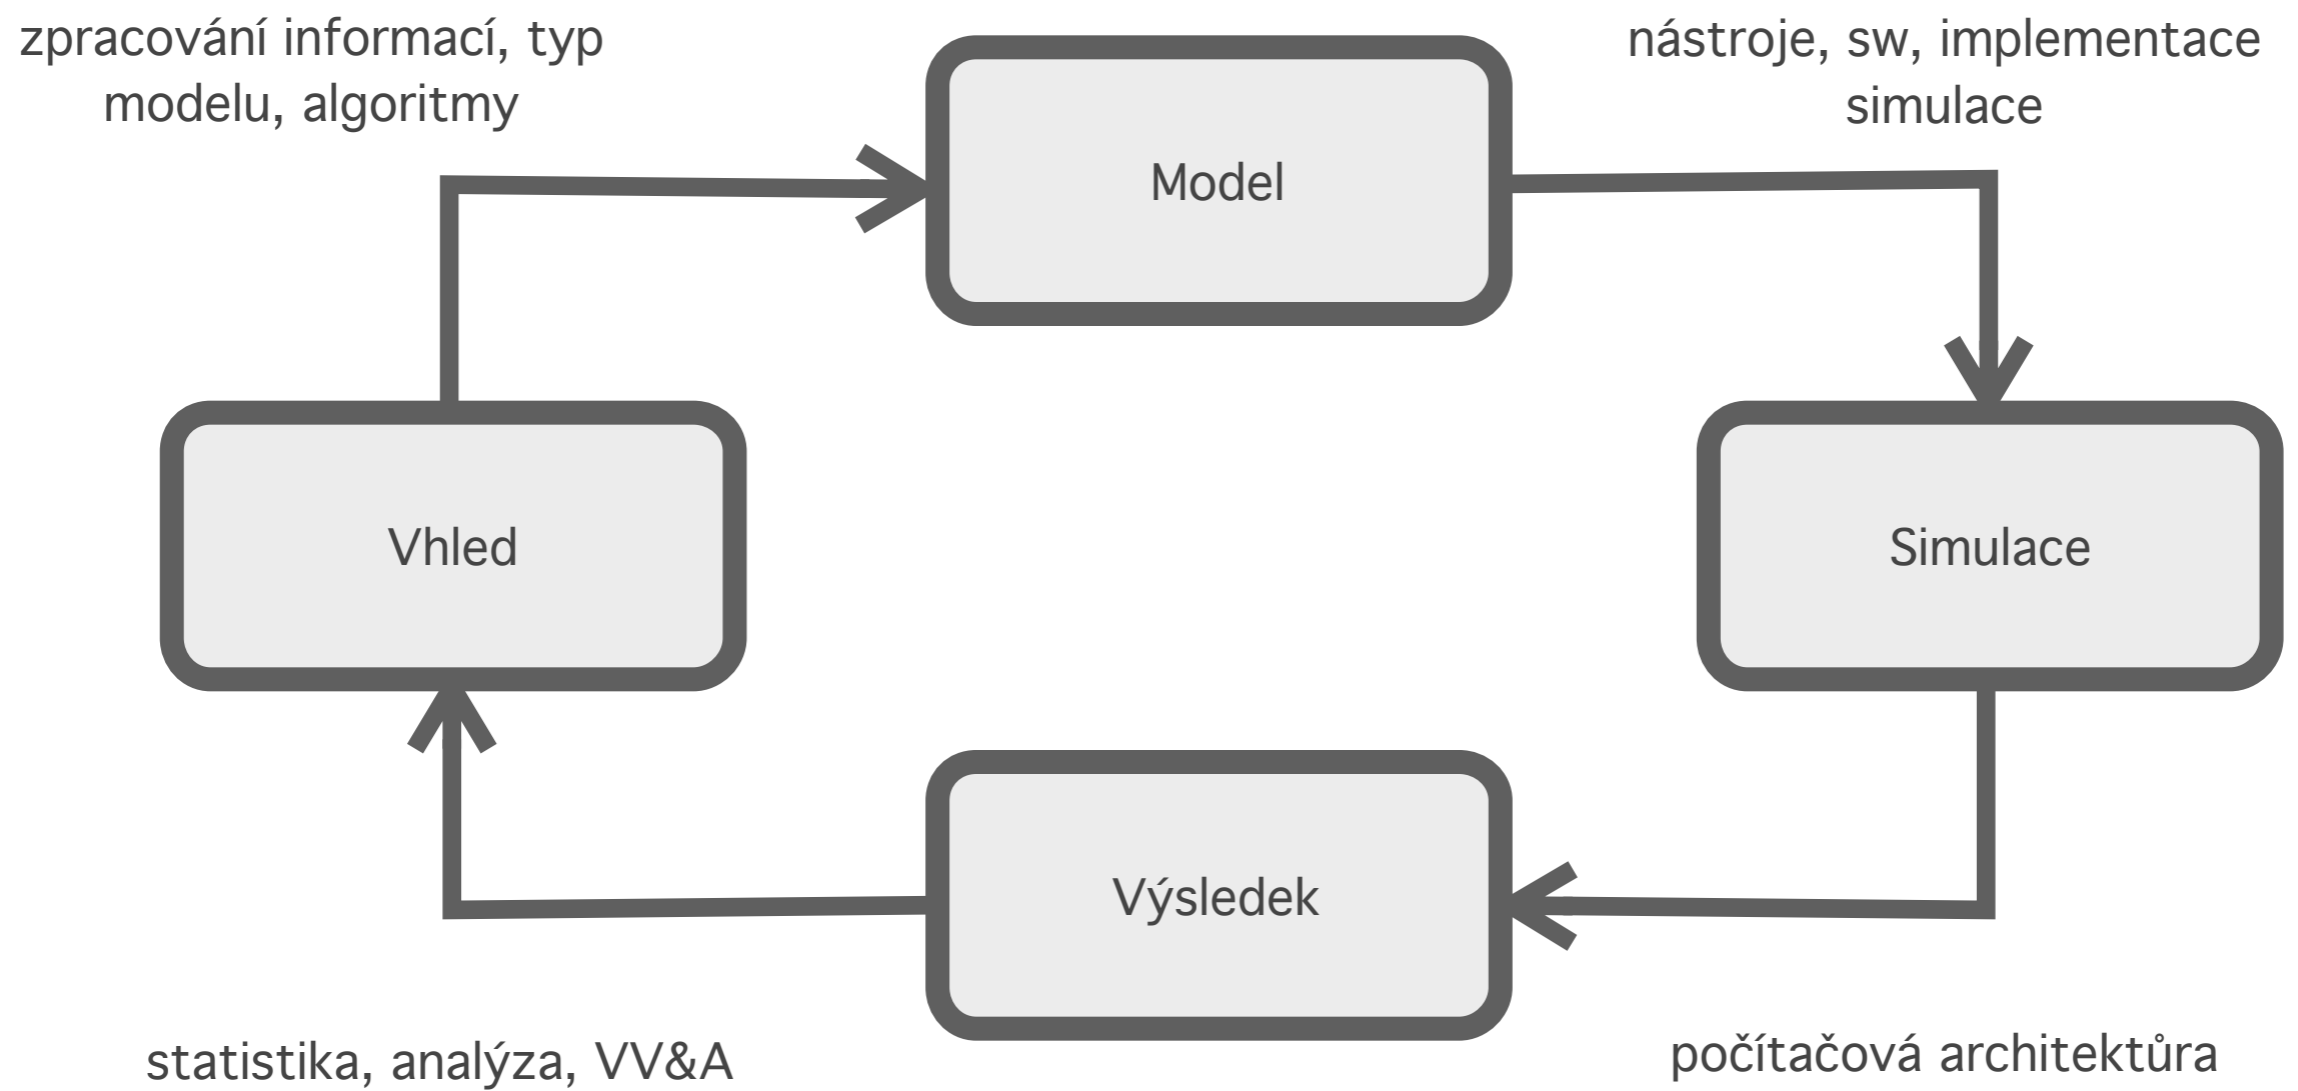 zpracování informací, typ
modelu, algoritmy
nástroje, sw, implementace
simulace
Model
Vhled
Simulace
Výsledek
statistika, analýza, VV&A
počítačová architektůra